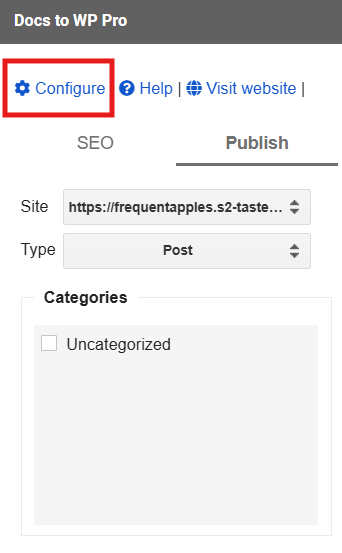 Docs to WP Pro
Configure Help | Visit website |
SEO Publish
Site https://frequentapples.s2-taste...
Type Post
Categories
Uncategorized